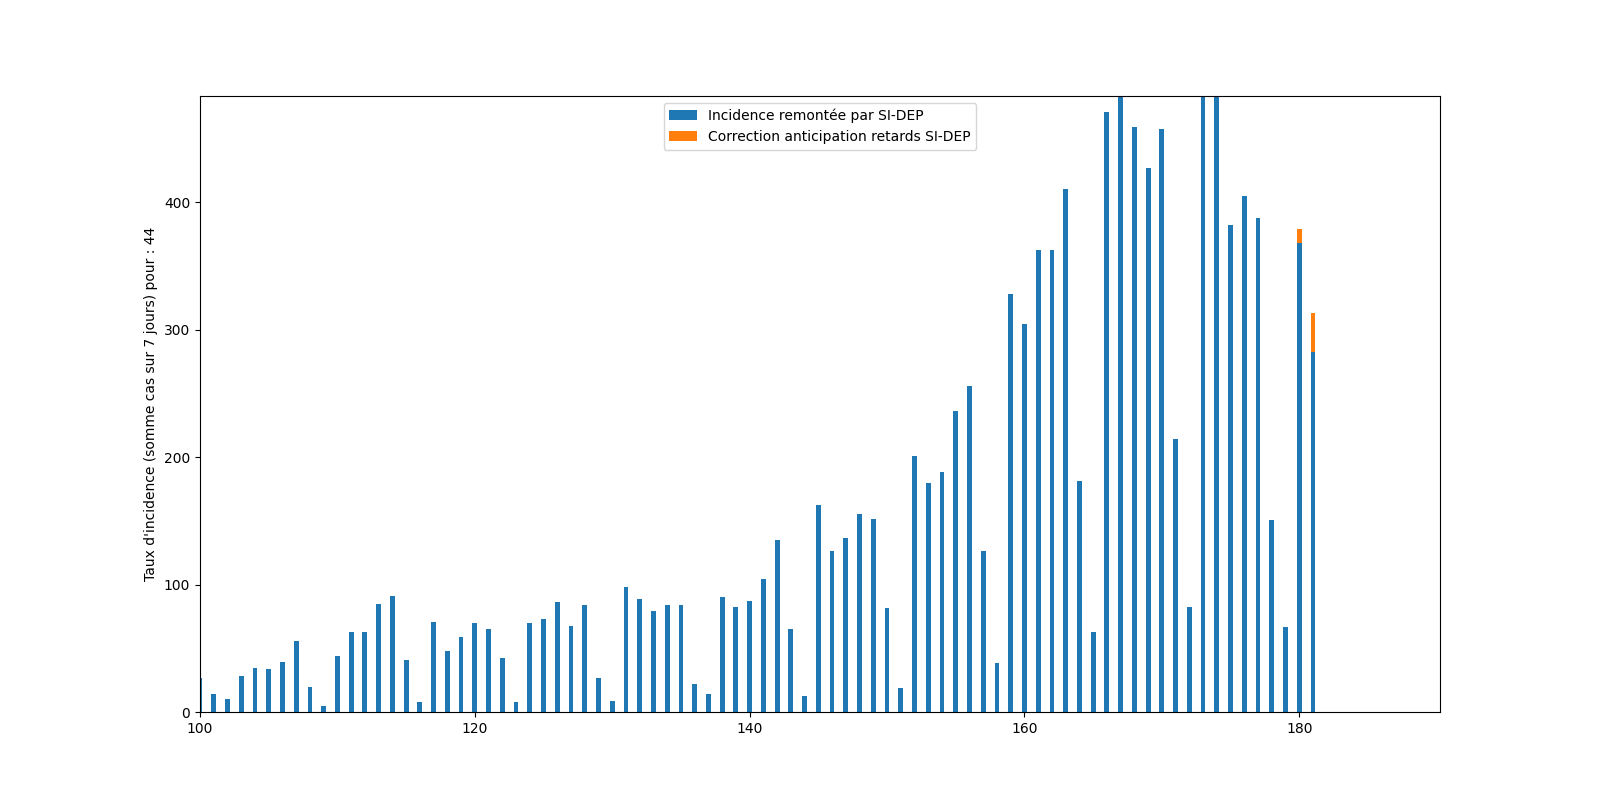 Incidence remontée par SI-DEP
Correction anticipation retards SI-DEP
Taux d'incidence (somme cas sur 7 jours) pour : 44
400
300
200
100
0
100 120 140 160 180